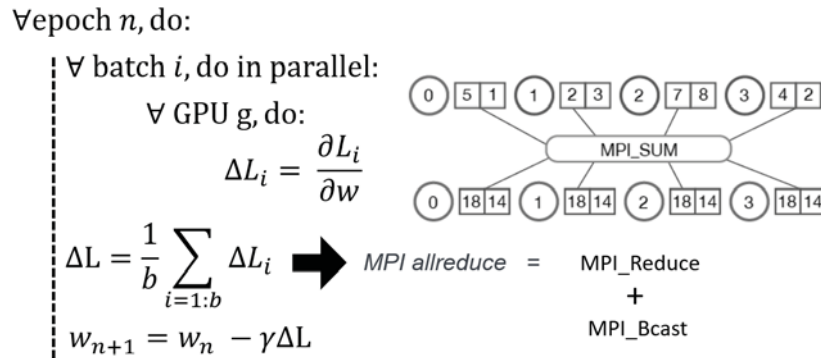 ∀epoch n, do:
∀ batch i, do in parallel:
∀ GPU g, do:
ΔL_i = ∂L_i / ∂w
ΔL = 1/b ∑_{i=1:b} ΔL_i
w_{n+1} = w_n − γΔL
0 5 1 1 2 3 2 7 8 3 4 2
MPI_SUM
0 18 14 1 18 14 2 18 14 3 18 14
MPI allreduce = MPI_Reduce
+
MPI_Bcast